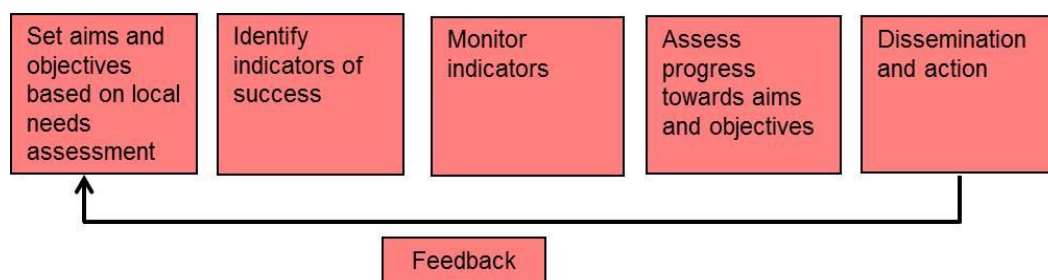 Set aims and
objectives
based on local
needs
assessment
Identify
indicators of
success
Monitor
indicators
Assess
progress
towards aims
and objectives
Dissemination
and action
Feedback